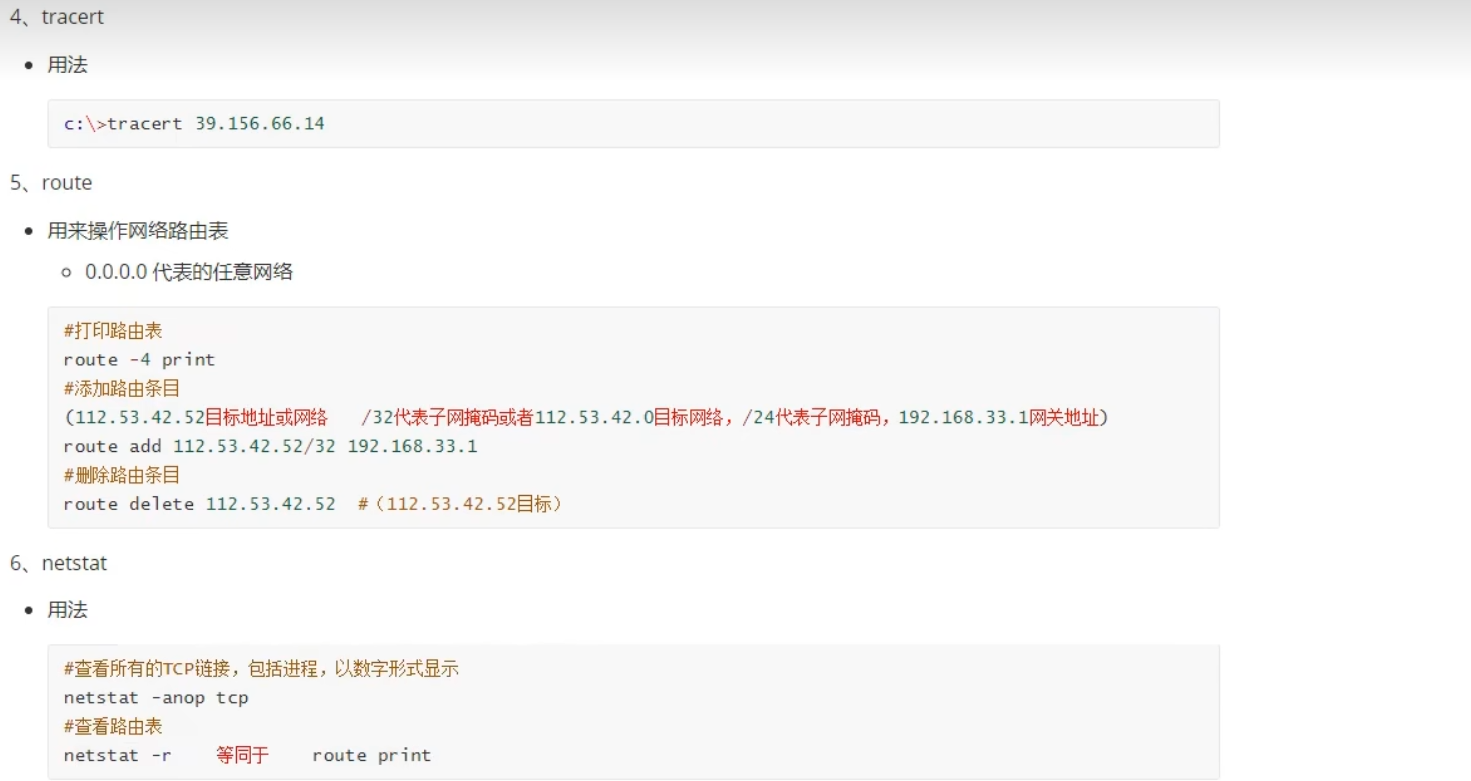 4、tracert
用法
c:\>tracert 39.156.66.14
5、route
用来操作网络路由表
0.0.0.0 代表的任意网络
#打印路由表
route -4 print
#添加路由条目
(112.53.42.52目标地址或网络 /32代表子网掩码或者112.53.42.0目标网络，/24代表子网掩码，192.168.33.1网关地址)
route add 112.53.42.52/32 192.168.33.1
#删除路由条目
route delete 112.53.42.52 #（112.53.42.52目标）
6、netstat
用法
#查看所有的TCP链接，包括进程，以数字形式显示
netstat -anop tcp
#查看路由表
netstat -r 等同于 route print